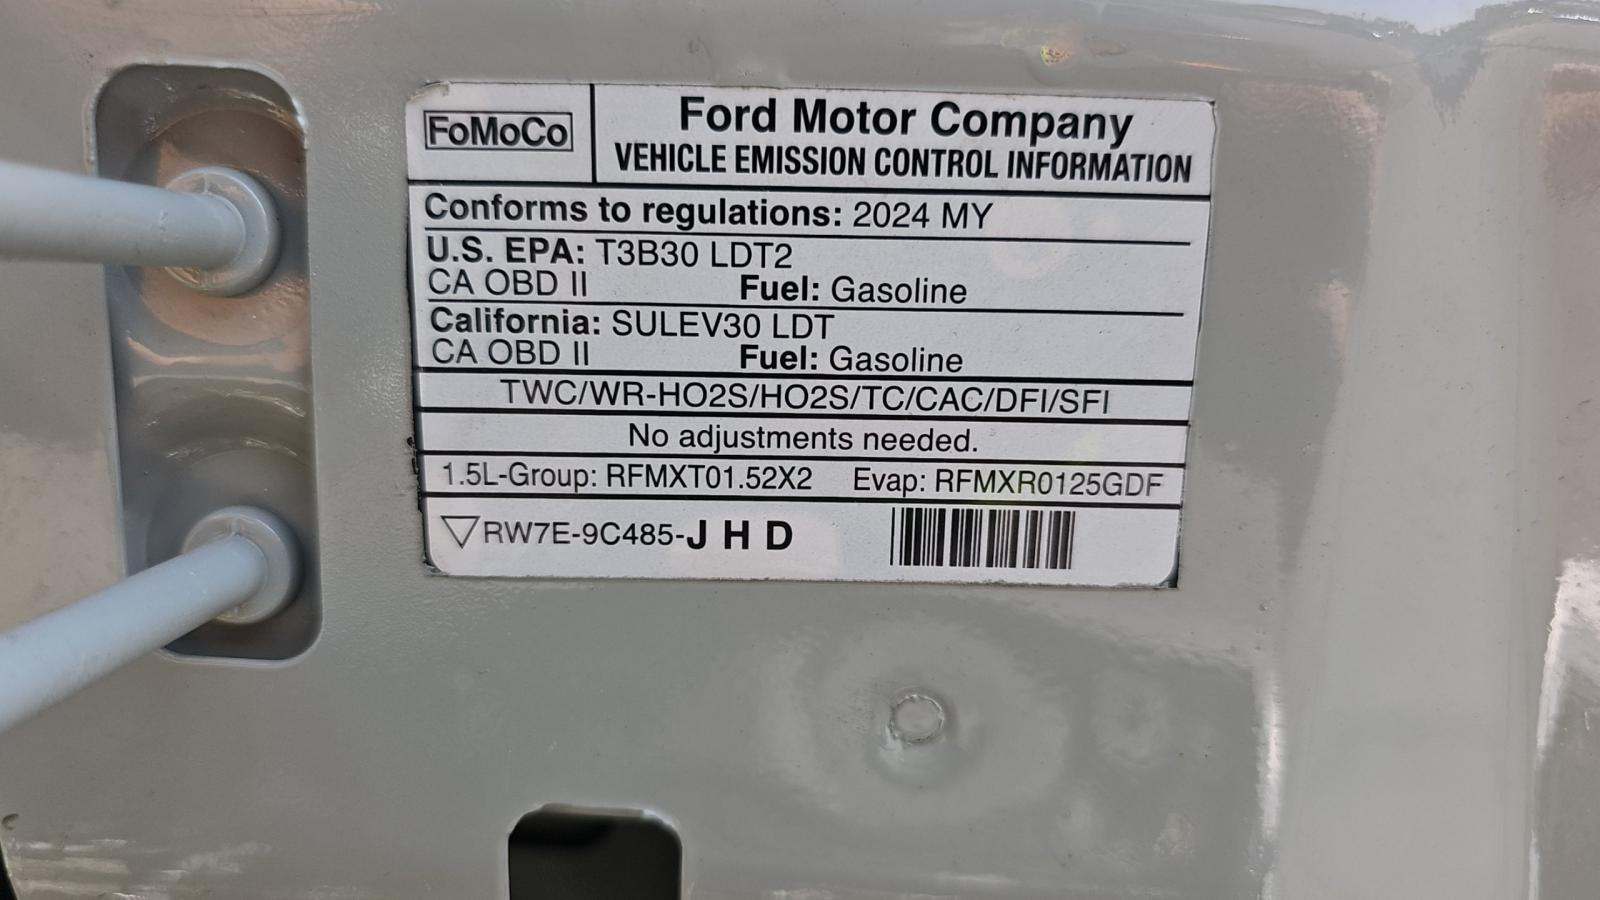 FoMoCo
Ford Motor Company
VEHICLE EMISSION CONTROL INFORMATION
Conforms to regulations: 2024 MY
U.S. EPA: T3B30 LDT2
CA OBD II Fuel: Gasoline
California: SULEV30 LDT
CA OBD II Fuel: Gasoline
TWC/WR-HO2S/HO2S/TC/CAC/DFI/SFI
No adjustments needed.
1.5L-Group: RFMXT01.52X2 Evap: RFMXR0125GDF
▽RW7E-9C485-J H D